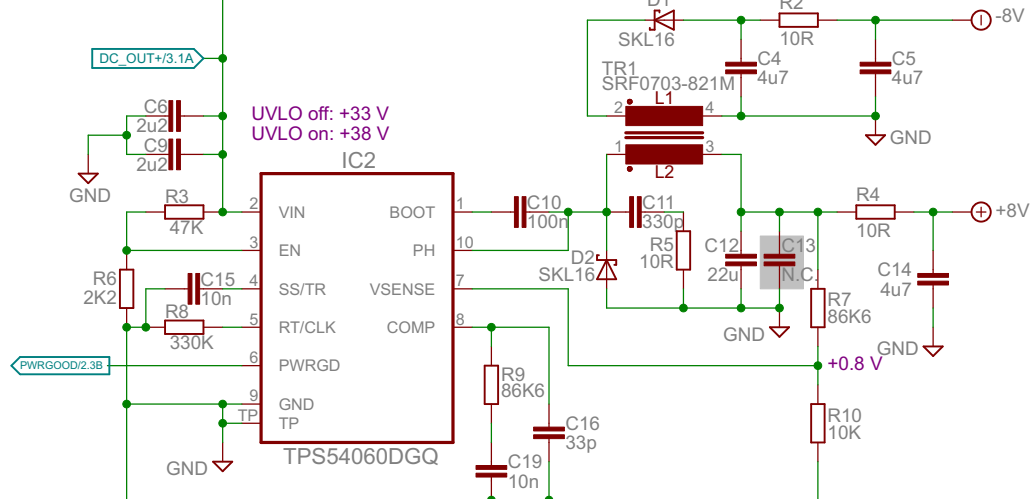 D1
SKL16
R2
10R
-8V
DC_OUT+/3.1A
C4
4u7
C5
4u7
TR1
SRF0703-821M
L1
2
4
GND
C6
2u2
C9
2u2
GND
UVLO off: +33 V
UVLO on: +38 V
IC2
1
3
L2
R3
47K
2
VIN
BOOT
1
C10
100n
C11
330p
R4
10R
+8V
3
EN
PH
10
D2
SKL16
R5
10R
C12
22u
C13
N.C.
C14
4u7
GND
R6
2K2
C15
10n
4
SS/TR
VSENSE
7
R8
330K
5
RT/CLK
COMP
8
GND
R7
86K6
PWRGOOD/2.3B
6
PWRGD
+0.8 V
R9
86K6
9
GND
TP
TP
C16
33p
R10
10K
GND
TPS54060DGQ
C19
10n